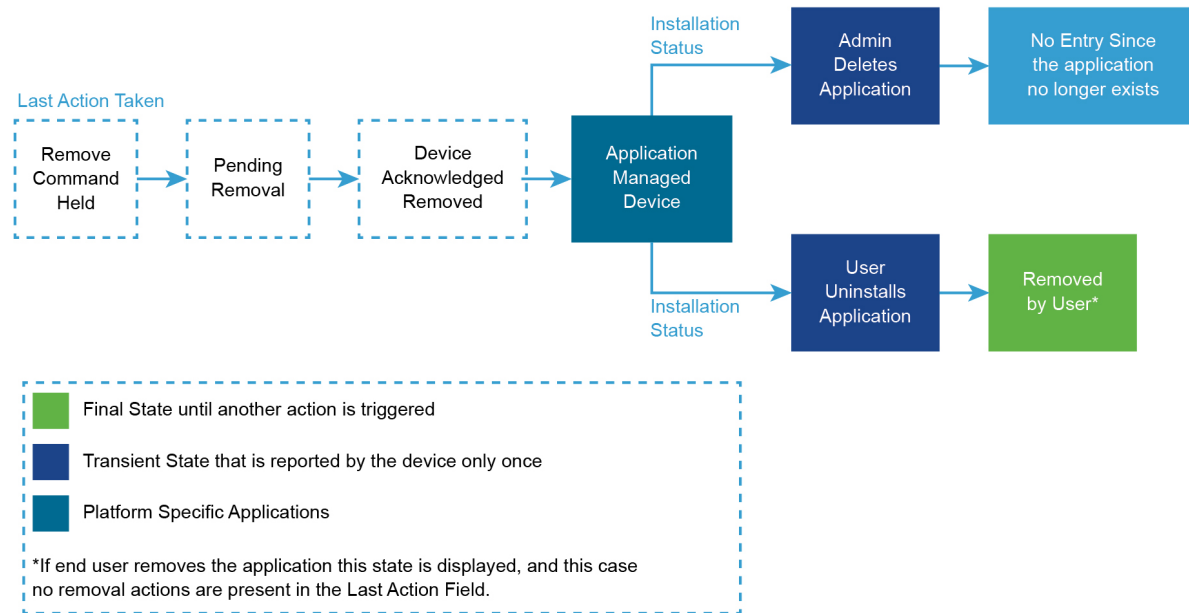 Last Action Taken
Remove
Command
Held
Pending
Removal
Device
Acknowledged
Removed
Application
Managed
Device
Installation
Status
Admin
Deletes
Application
No Entry Since
the application
no longer exists
Installation
Status
User
Uninstalls
Application
Removed
by User*
Final State until another action is triggered
Transient State that is reported by the device only once
Platform Specific Applications
*If end user removes the application this state is displayed, and this case
no removal actions are present in the Last Action Field.